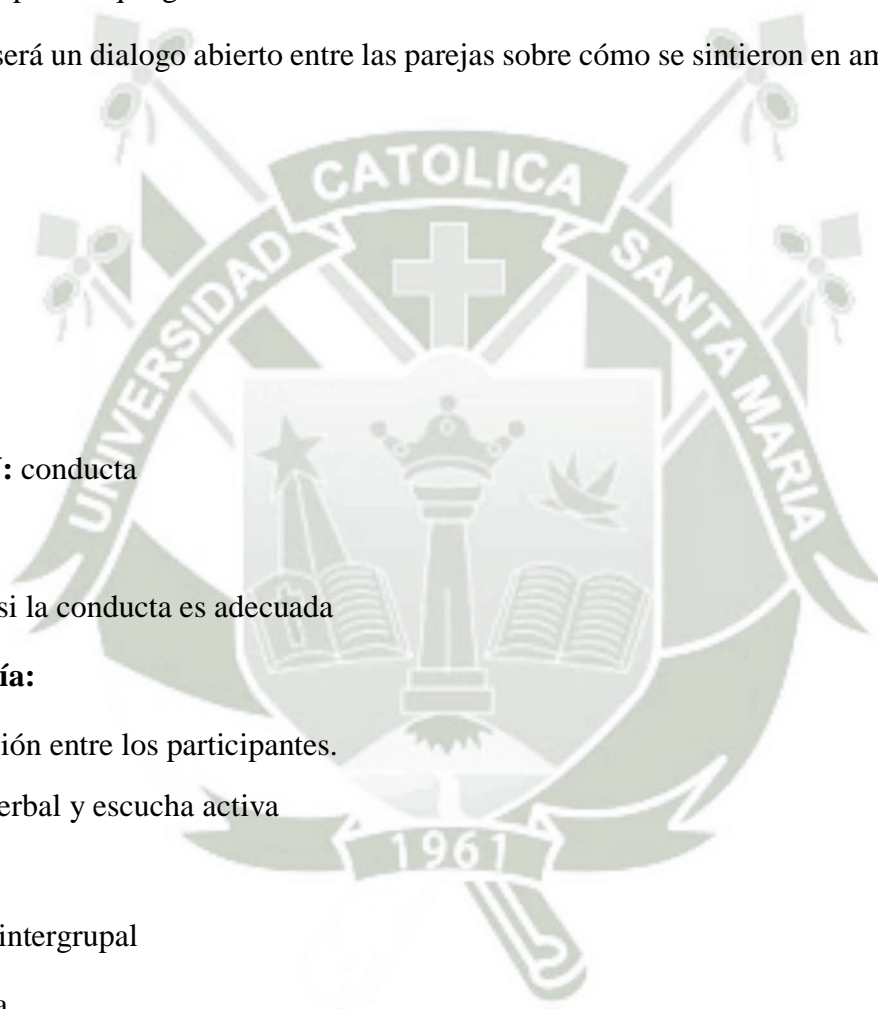 será un dialogo abierto entre las parejas sobre cómo se sintieron en
CATOLICA
UNIVERSIDAD
SANTA MARIA
: conducta
si la conducta es adecuada
ía:
ión entre los participantes.
erbal y escucha activa
1961
intergrupal